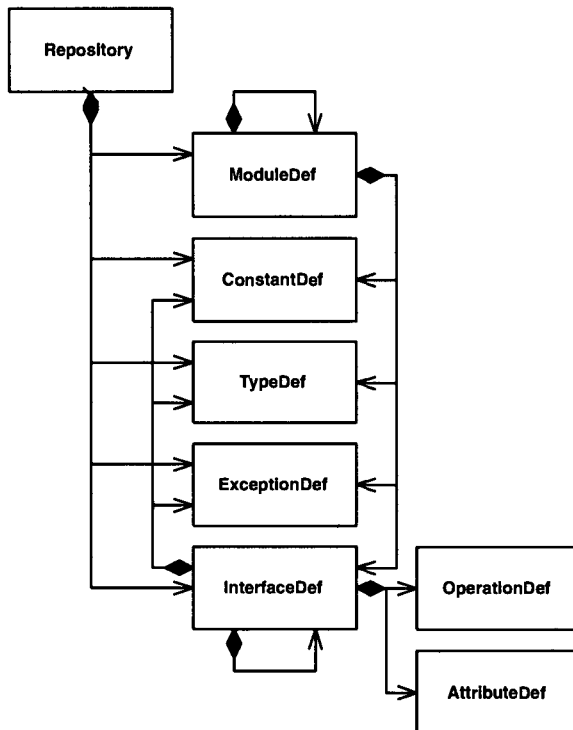 Repository
ModuleDef
ConstantDef
TypeDef
ExceptionDef
InterfaceDef
OperationDef
AttributeDef